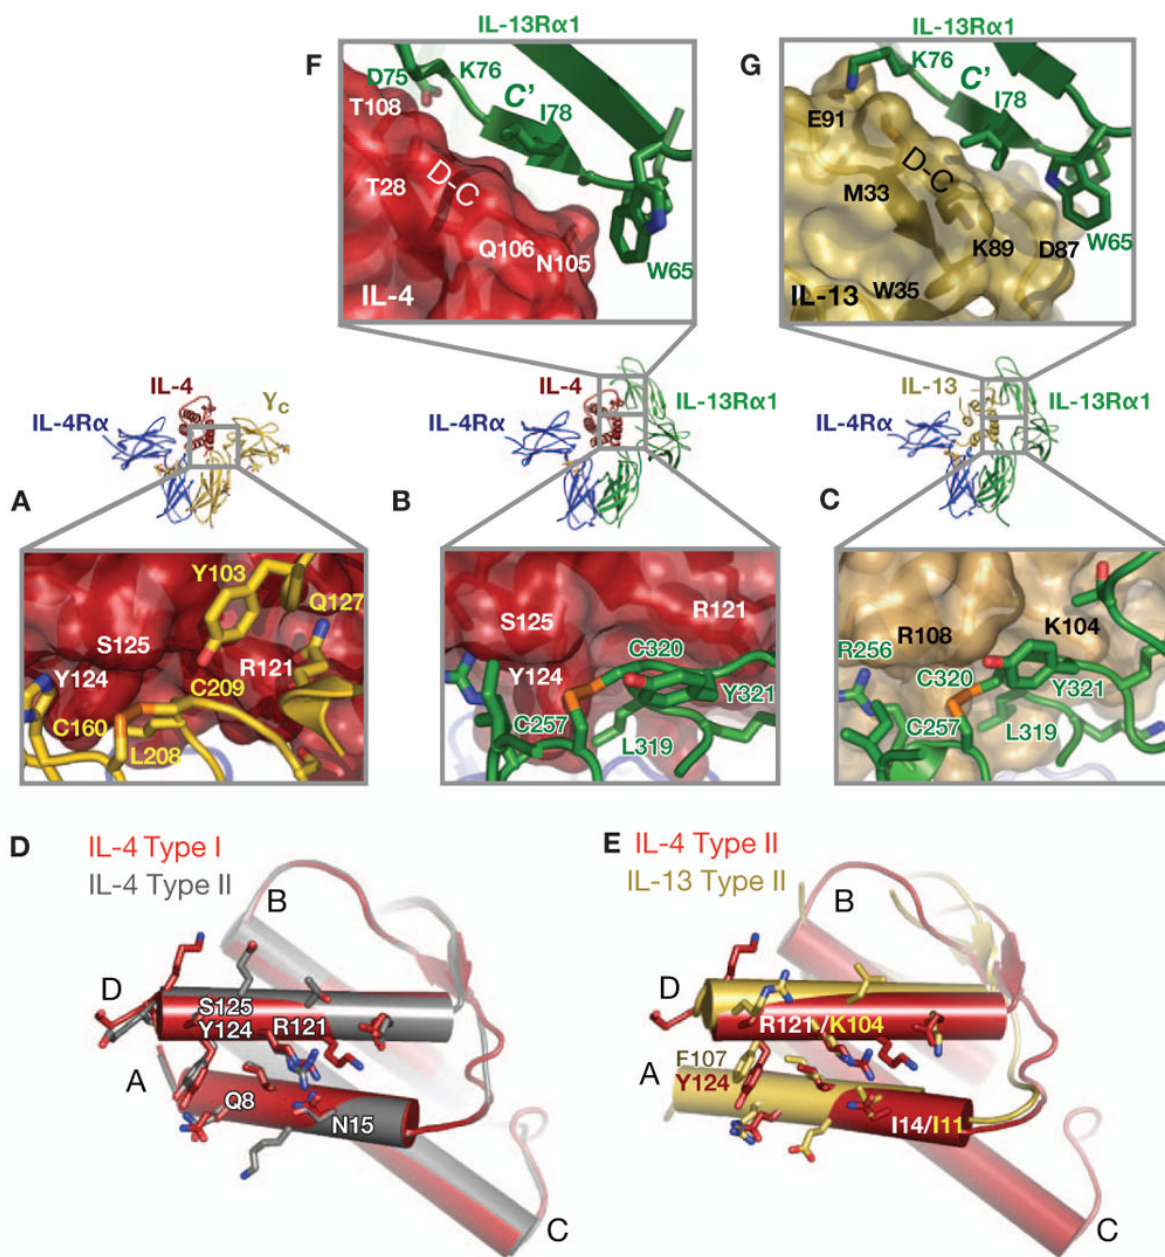 IL-13Rα1
F
D75
K76
T108
C'
I78
D-C
T28
Q106
N105
W65
IL-4
IL-13Rα1
G
K76
C'
I78
E91
D-C
M33
K89
D87
W65
W35
IL-13
IL-4
Yc
IL-4Rα
A
IL-4
IL-13Rα1
IL-4Rα
B
IL-13
IL-13Rα1
IL-4Rα
C
Y103
Q127
S125
R121
Y124
C209
C160
L208
R121
S125
C320
Y124
Y321
C257
L319
R108
K104
R256
C320
Y321
C257
L319
D
IL-4 Type I
IL-4 Type II
B
D
S125
Y124
R121
A
Q8
N15
C
E
IL-4 Type II
IL-13 Type II
B
D
R121/K104
F107
A
Y124
I14/I11
C